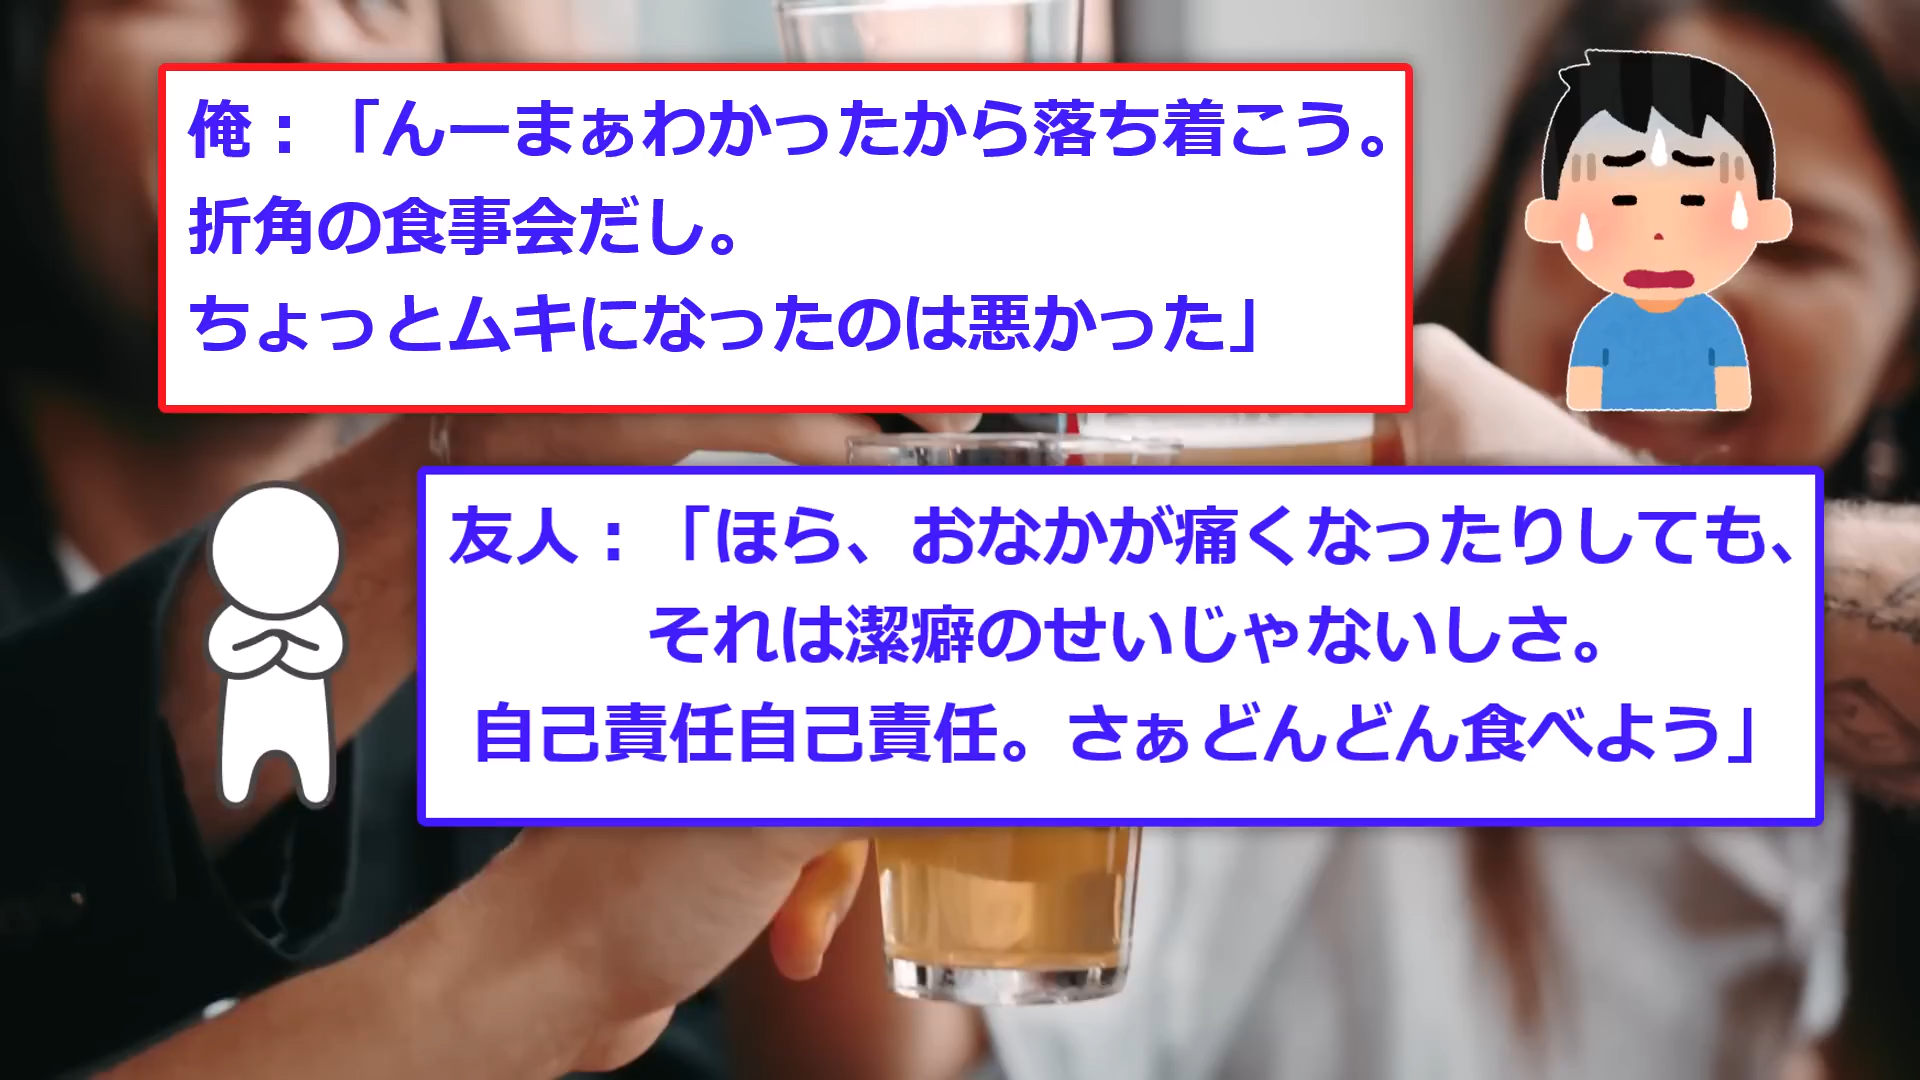 俺：「んーまぁわかったから落ち着こう。
折角の食事会だし。
ちょっとムキになったのは悪かった」
友人：「ほら、おなかが痛くなったりしても、
それは潔癖のせいじゃないしさ。
自己責任自己責任。さぁどんどん食べよう」